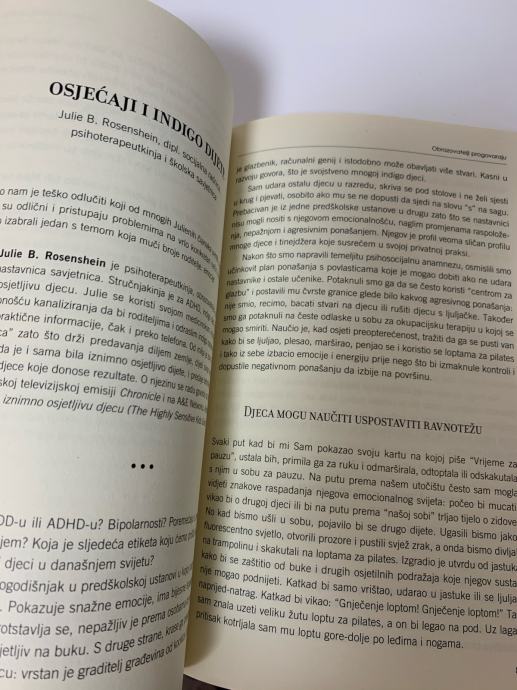 OSJEĆAJI I INDIGO
Julie B. Rosenshein, dipl. socijalna
psihoterapeutkinja i školska savjetnica
o nam je teško odlučiti koji od mnogih Julienih
su odlični i pristupaju problemima na vrlo
izabrali jedan s temom koja muči broje roditelje
Julie B. Rosenshein je psihoterapeutkinja,
nastavnica savjetnica. Stručnjakinja je za ADHD,
osjetljivu djecu. Julie se koristi svojom
nošću kanaliziranja da bi roditeljima i odraslim
praktične informacije, čak i preko telefona. Od
ca” zato što drži predavanja diljem zemlje,
da je i sama bila iznimno osjetljivo dijete, i
djece koje donose rezultate. O njezinu se radu
skoj televizijskoj emisiji Chronicle i na A&E
iznimno osjetljivu djecu (The Highly Sensitive
•••
DD-u ili ADHD-u? Bipolarnosti?
jem? Koja je sljedeća etiketa koju ćemo
djeci u današnjem svijetu?
ogodišnjak u predškolskoj ustanovi u
. Pokazuje snažne emocije, ima
rotstavlja se, nepažljiv je prema
jetljiv na buku. S druge strane,
cu: vrstan je graditelj građevina od
Obrazovatelji progovaraju
je glazbenik, računalni genij i istodobno može obavljati više stvari. Kasni u
razvoju govora, što je svojstveno mnogoj indigo djeci.
Sam udara ostalu djecu u razredu, skriva se pod stolove i ne želi sjesti
u krug i pjevati, osobito ako mu se ne dopusti da sjedi na slovu “s” na sagu.
Prebacivan je iz jedne predškolske ustanove u drugu zato što se nastavnici
nisu mogli nositi s njegovom emocionalnošću, naglim promjenama raspolože-
nja, nepažnjom i agresivnim ponašanjem. Njegov je profil veoma sličan profilu
mnoge djece i tinejdžera koje susrećem u svojoj privatnoj praksi.
Nakon što smo napravili temeljitu psihosocijalnu anamnezu, osmislili smo
učinkovit plan ponašanja s povlasticama koje je mogao dobiti ako ne udara
nastavnike i ostale učenike. Potaknuli smo ga da se često koristi “centrom za
glazbu” i postavili mu čvrste granice glede bilo kakvog agresivnog ponašanja:
nije smio, recimo, bacati stvari na djecu ili rušiti djecu s ljuljačke. Također
smo ga potaknuli na česte odlaske u sobu za okupacijsku terapiju u kojoj se
mogao smiriti. Naučio je, kad osjeti preopterećenost, tražiti da ga se pusti van
kako bi se ljuljao, plesao, marširao, penjao se i koristio se loptama za pilates
i tako iz sebe izbacio emocije i energiju prije nego što bi izmaknule kontroli i
dopustile negativnom ponašanju da izbije na površinu.
DJECA MOGU NAUČITI USPOSTAVITI RAVNOTEŽU
Svaki put kad bi mi Sam pokazao svoju kartu na kojoj piše “Vrijeme za
pauzu”, ustala bih, primila ga za ruku i odmarširala, odtoptala ili odskakutala
s njim u sobu za pauzu. Na putu prema našem utočištu često sam mogla
vidjeti znakove raspadanja njegova emocionalnog svijeta: počeo bi mucati
vikao bi o drugoj djeci ili bi na putu prema “našoj sobi” trljao tijelo o zidove
No kad bismo ušli u sobu, pojavilo bi se drugo dijete. Ugasili bismo jako
fluorescentno svjetlo, otvorili prozore i pustili svjež zrak, a onda bismo divljal
na trampolinu i skakutali na loptama za pilates. Izgradio je utvrdu od jastuka
kako bi se zaštitio od buke i drugih osjetilnih podražaja koje njegov susta
nije mogao podnijeti. Katkad bi samo vrištao, udarao u jastuke ili se ljulja
naprijed-natrag. Katkad bi vikao: “Gnječenje loptom! Gnječenje loptom!” Ta
sam znala uzeti veliku žutu loptu za pilates, a on bi legao na pod. Uz laga
pritisak kotrljala sam mu loptu gore-dolje po leđima i nogama.